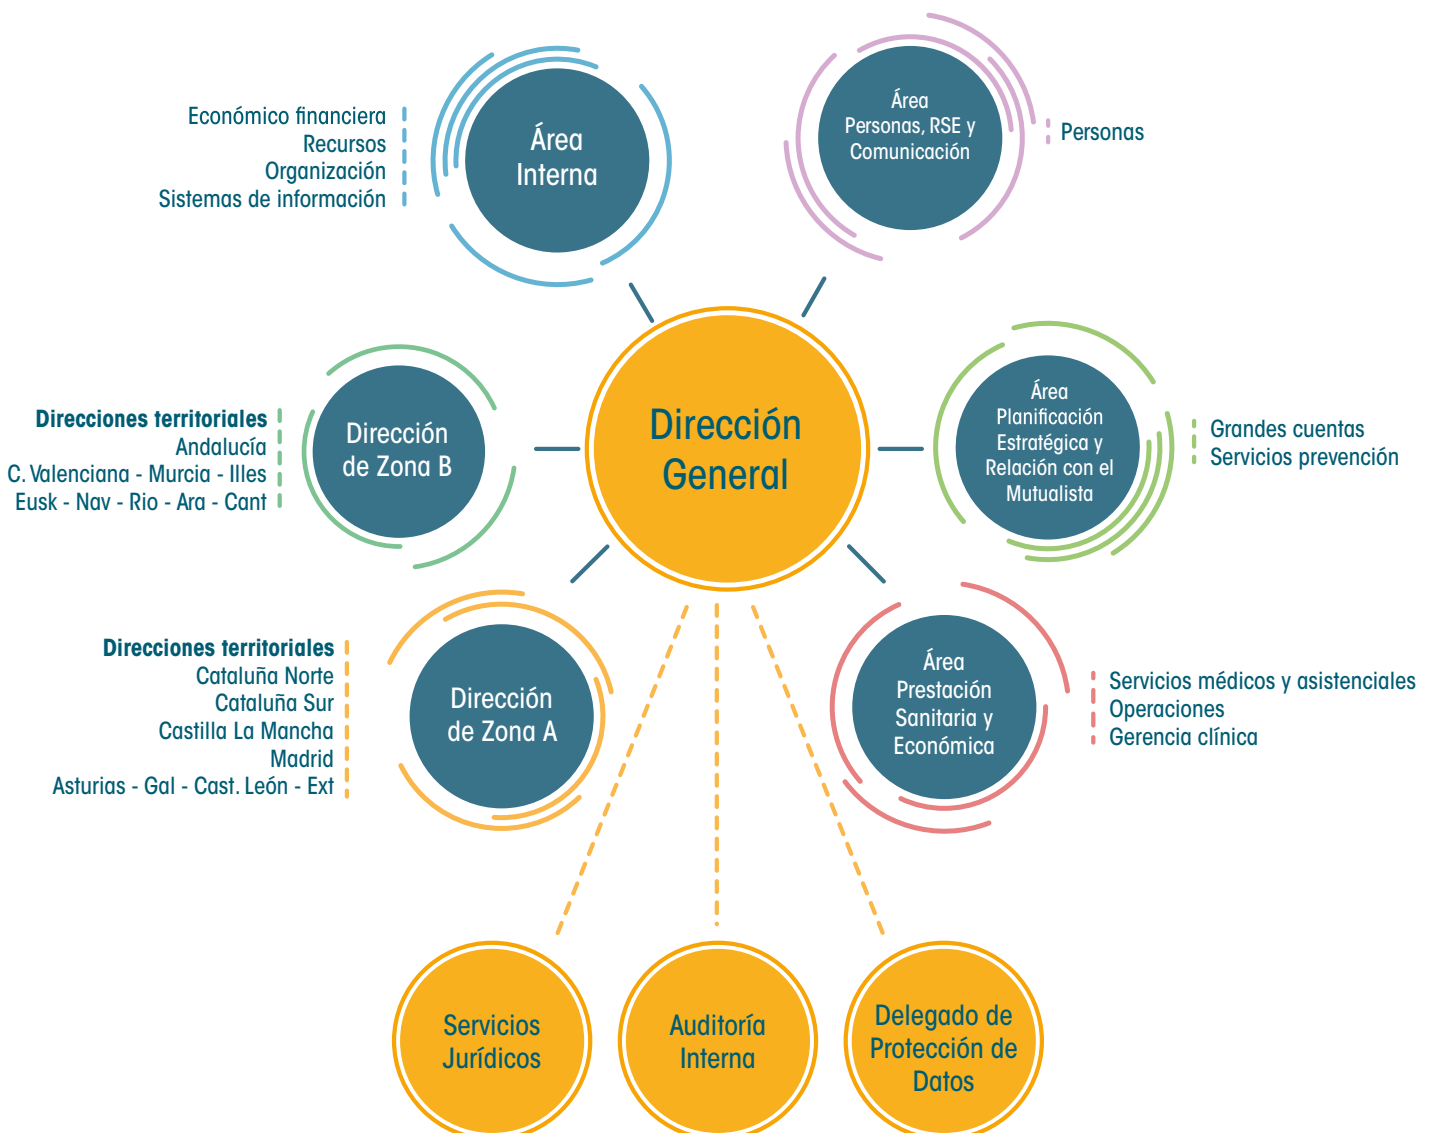 Económico financiera
Recursos
Organización
Sistemas de información
Área
Interna
Área
Personas, RSE y
Comunicación
Personas
Direcciones territoriales
Andalucía
C. Valenciana - Murcia - Illes
Eusk - Nav - Rio - Ara - Cant
Dirección
de Zona B
Dirección
General
Área
Planificación
Estratégica y
Relación con el
Mutualista
Grandes cuentas
Servicios prevención
Direcciones territoriales
Cataluña Norte
Cataluña Sur
Castilla La Mancha
Madrid
Asturias - Gal - Cast. León - Ext
Dirección
de Zona A
Área
Prestación
Sanitaria y
Económica
Servicios médicos y asistenciales
Operaciones
Gerencia clínica
Servicios
Jurídicos
Auditoría
Interna
Delegado de
Protección de
Datos